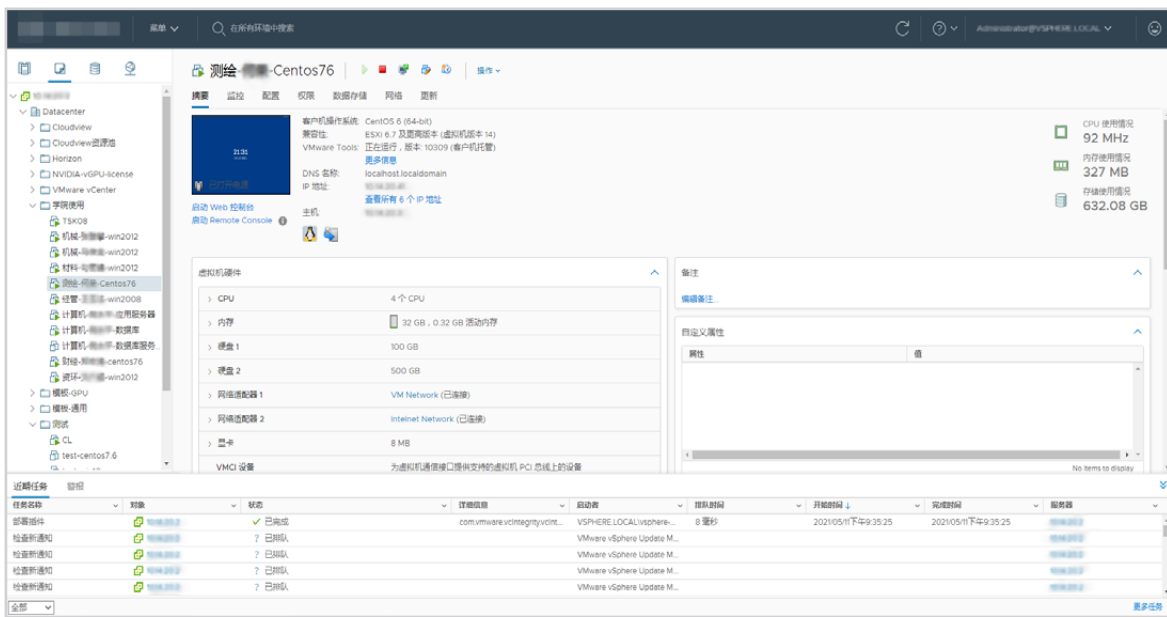 菜单
在所有环境中搜索
Administrator@VSPHERE.LOCAL
测绘- -Centos76
操作
摘要 监控 配置 权限 数据存储 网络 更新
Datacenter
Cloudview
Cloudview资源池
Horizon
NVIDIA-vGPU-license
VMware vCenter
学院使用
TSK08
机械- -win2012
机械- -win2012
材料- -win2012
测绘- -Centos76
经管- -win2008
计算机- -应用服务器
计算机- -数据库
计算机- -数据库服务...
财经- -centos76
资环- -win2012
模板-GPU
模板-通用
测试
CL
test-centos7.6
21:31
已打开电源
启动 Web 控制台
启动 Remote Console
客户机操作系统: CentOS 6 (64-bit)
兼容性: ESXi 6.7 及更高版本 (虚拟机版本 14)
VMware Tools: 正在运行，版本: 10309 (客户机托管)
更多信息
DNS 名称: localhost.localdomain
IP 地址:
查看所有 6 个 IP 地址
主机:
CPU 使用情况
92 MHz
内存使用情况
327 MB
存储使用情况
632.08 GB
虚拟机硬件
CPU 4 个 CPU
内存 32 GB，0.32 GB 活动内存
硬盘 1 100 GB
硬盘 2 500 GB
网络适配器 1 VM Network (已连接)
网络适配器 2 Internet Network (已连接)
显卡 8 MB
VMCI 设备 为虚拟机通信接口提供支持的虚拟机 PCI 总线上的设备
备注
编辑备注...
自定义属性
属性 值
No items to display
近期任务 警报
任务名称 对象 状态 详细信息 启动者 排队时间 开始时间 ↓ 完成时间 服务器
部署插件 已完成 com.vmware.vcIntegrity.vcInt... VSPHERE.LOCAL\vsphere-... 8 毫秒 2021/05/11下午9:35:25 2021/05/11下午9:35:25
检查新通知 已排队 VMware vSphere Update M...
检查新通知 已排队 VMware vSphere Update M...
检查新通知 已排队 VMware vSphere Update M...
检查新通知 已排队 VMware vSphere Update M...
全部
更多任务